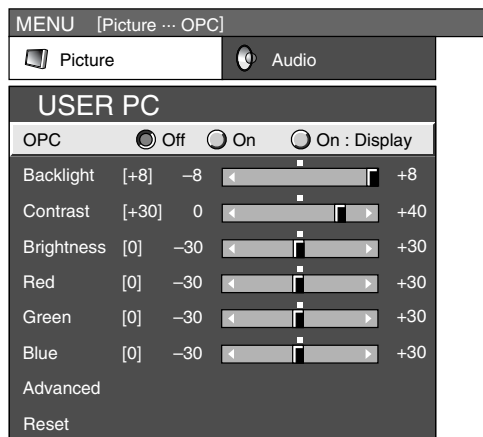 MENU [Picture ··· OPC]
Picture Audio
USER PC
OPC Off On On : Display
Backlight [+8] –8 +8
Contrast [+30] 0 +40
Brightness [0] –30 +30
Red [0] –30 +30
Green [0] –30 +30
Blue [0] –30 +30
Advanced
Reset